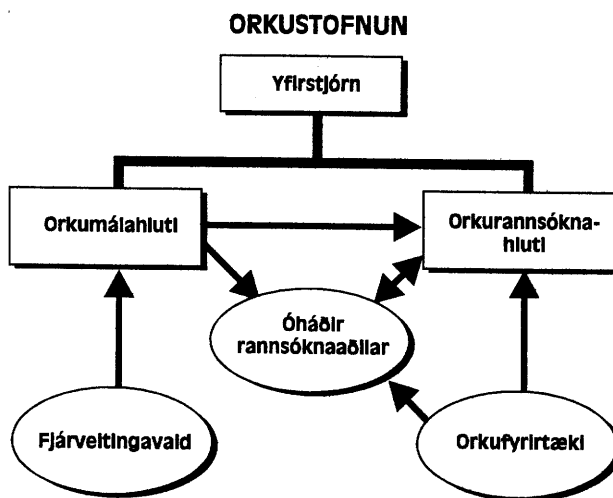 ORKUSTOFNUN
Yfirstjórn
Orkumálahluti
Orkurannsókna-
hluti
Óháðir
rannsóknaaðilar
Fjárveitingavald
Orkufyrirtæki